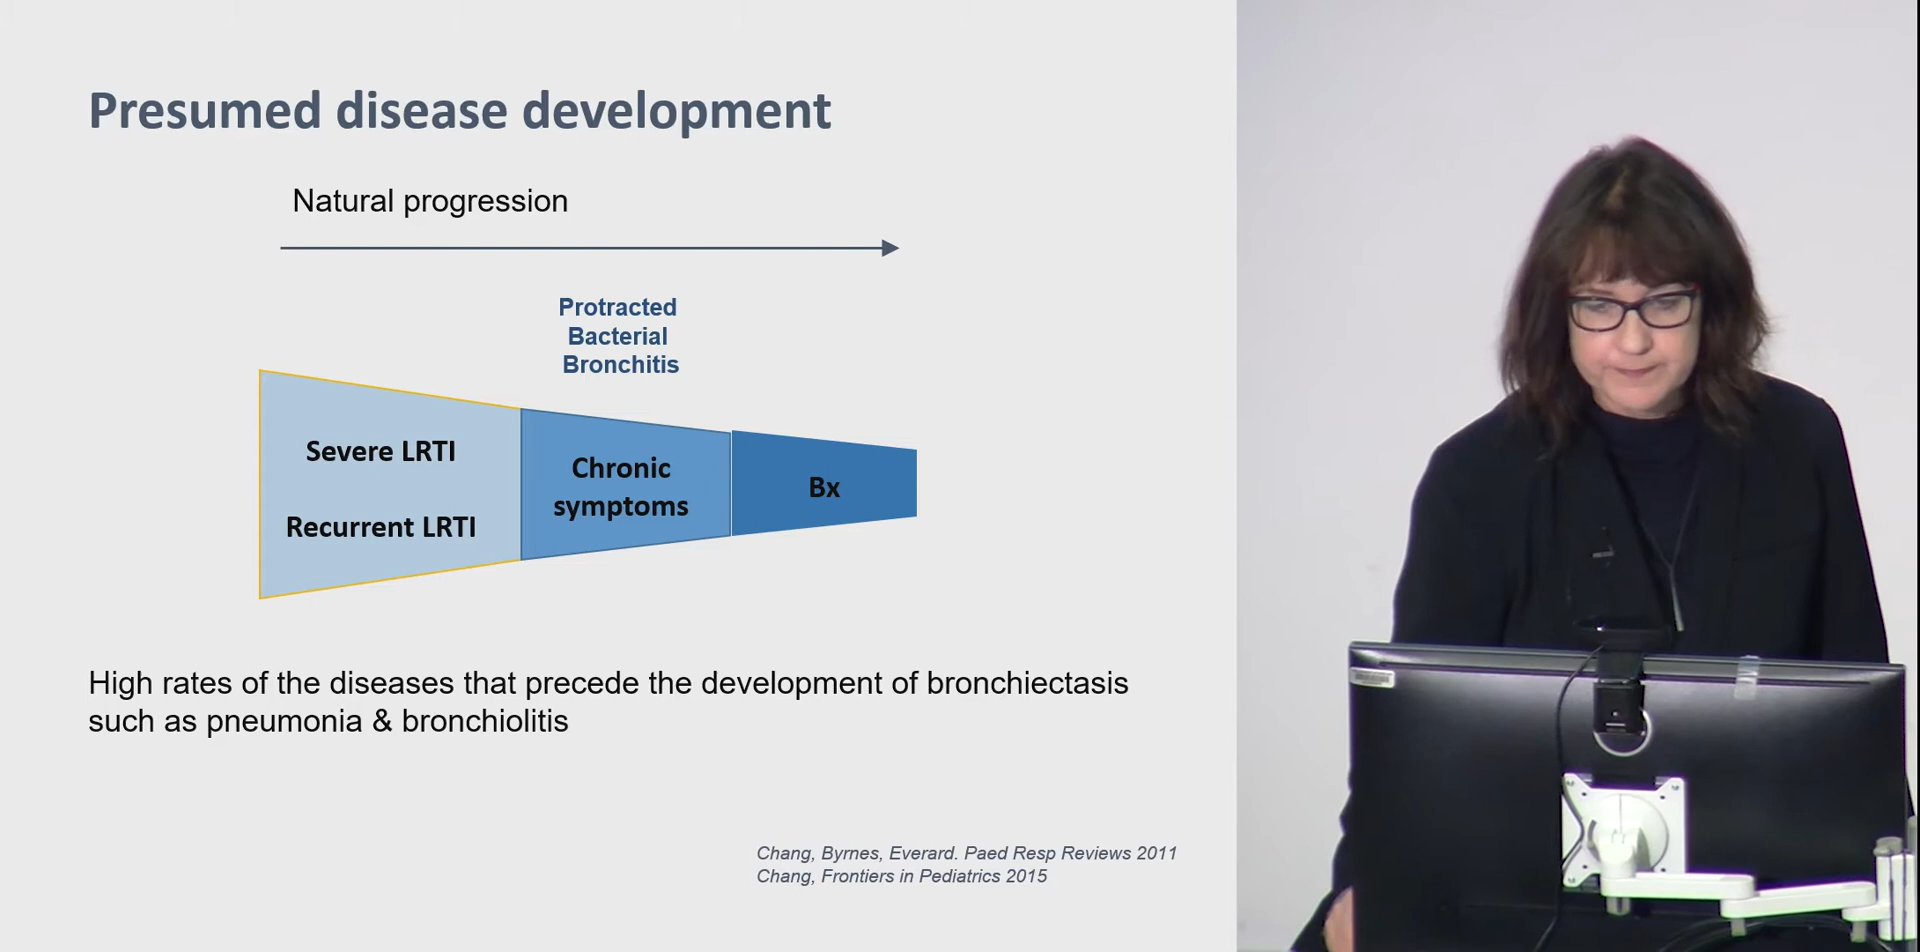 Presumed disease development
Natural progression
Protracted
Bacterial
Bronchitis
Severe LRTI
Recurrent LRTI
Chronic
symptoms
Bx
High rates of the diseases that precede the development of bronchiectasis
such as pneumonia & bronchiolitis
Chang, Byrnes, Everard. Paed Resp Reviews 2011
Chang, Frontiers in Pediatrics 2015